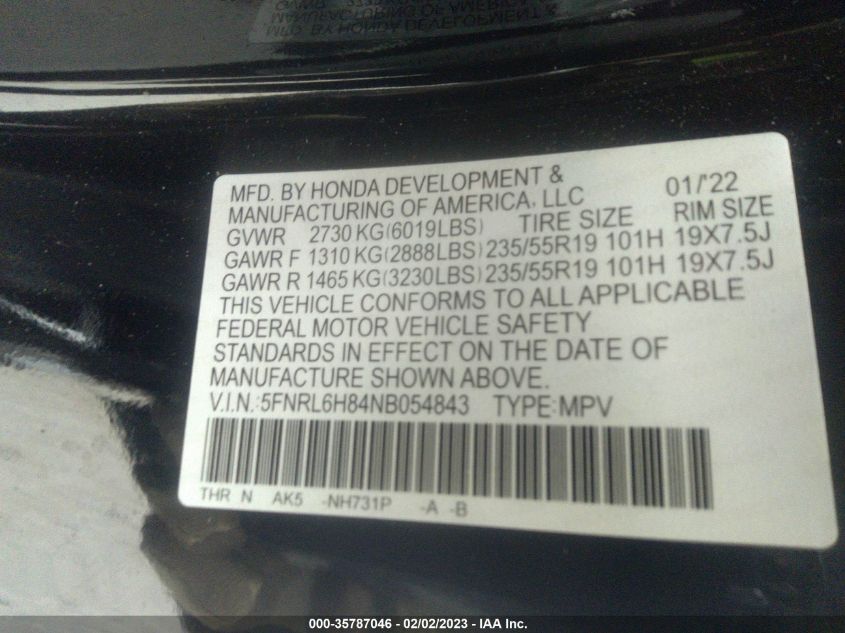 MFD. BY HONDA DEVELOPMENT &
MANUFACTURING OF AMERICA, LLC 01/'22
GVWR 2730 KG(6019LBS) TIRE SIZE RIM SIZE
GAWR F 1310 KG(2888LBS) 235/55R19 101H 19X7.5J
GAWR R 1465 KG(3230LBS) 235/55R19 101H 19X7.5J
THIS VEHICLE CONFORMS TO ALL APPLICABLE
FEDERAL MOTOR VEHICLE SAFETY
STANDARDS IN EFFECT ON THE DATE OF
MANUFACTURE SHOWN ABOVE.
V.I.N.:5FNRL6H84NB054843 TYPE:MPV
THR N AK5 -NH731P -A -B
000-35787046 - 02/02/2023 - IAA Inc.